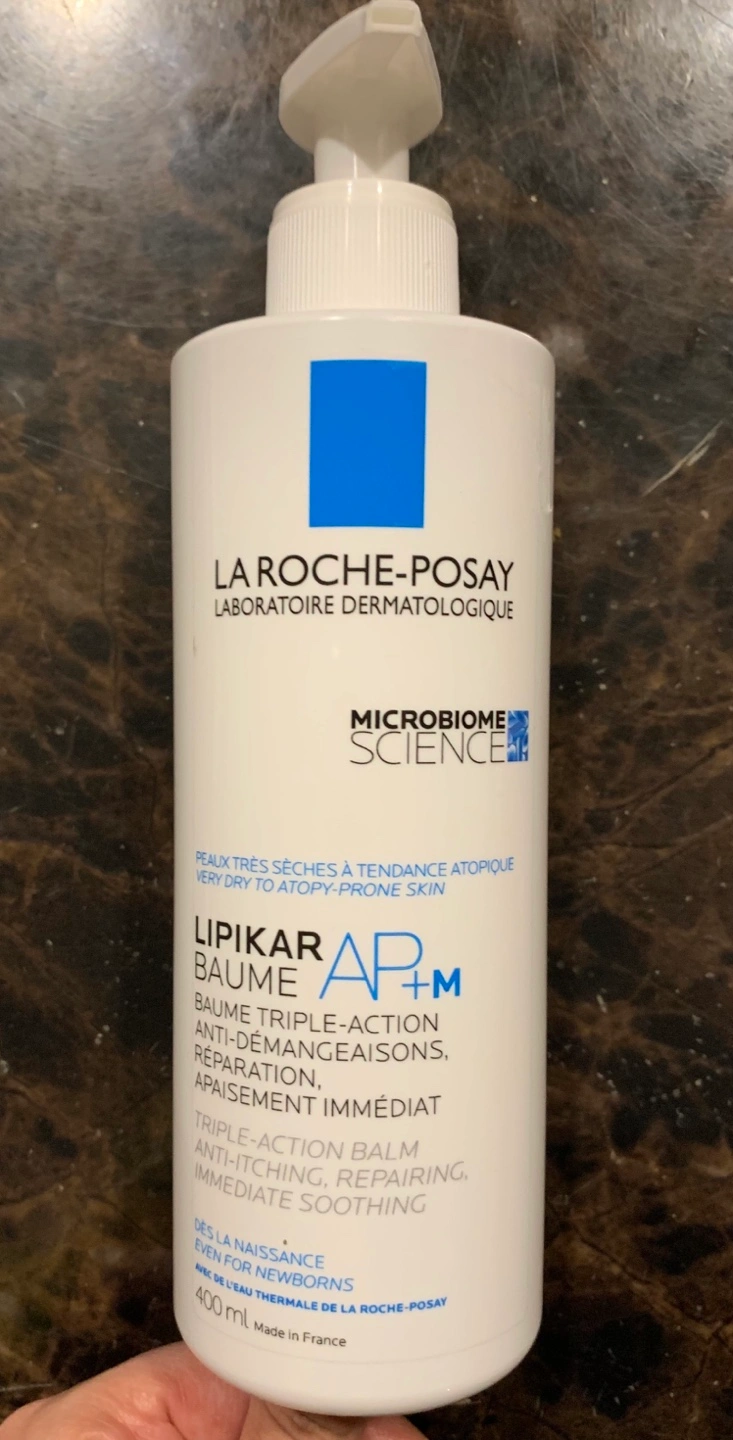 LA ROCHE-POSAY
LABORATOIRE DERMATOLOGIQUE
MICROBIOME
SCIENCE
PEAUX TRÈS SÈCHES À TENDANCE ATOPIQUE
VERY DRY TO ATOPY-PRONE SKIN
LIPIKAR
BAUME AP+M
BAUME TRIPLE-ACTION
ANTI-DÉMANGEAISONS,
RÉPARATION,
APAISEMENT IMMÉDIAT
TRIPLE-ACTION BALM
ANTI-ITCHING, REPAIRING,
IMMEDIATE SOOTHING
DÈS LA NAISSANCE
EVEN FOR NEWBORNS
AVEC DE L'EAU THERMALE DE LA ROCHE-POSAY
400 ml Made in France